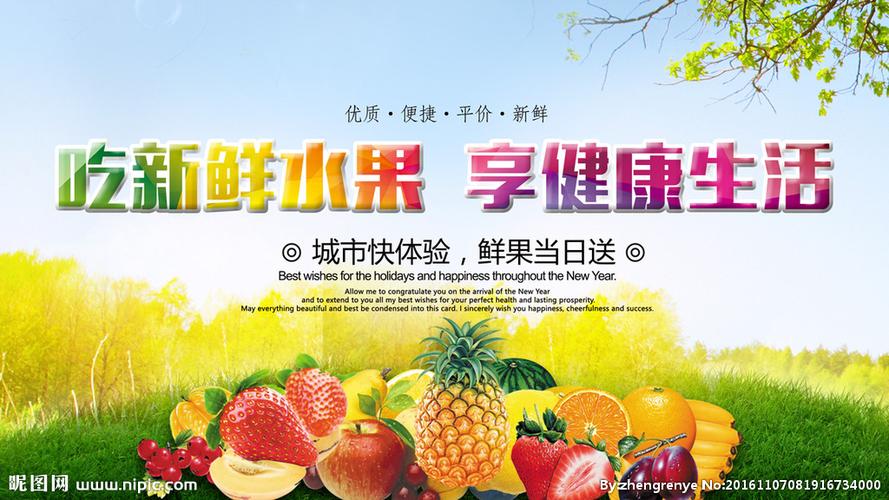 优质·便捷·平价·新鲜
吃新鲜水果 享健康生活
◎ 城市快体验，鲜果当日送 ◎
Best wishes for the holidays and happiness throughout the New Year.
Allow me to congratulate you on the arrival of the New Year
and to extend to you all my best wishes for your perfect health and lasting prosperity.
May everything beautiful and best be condensed into this card. I sincerely wish you happiness, cheerfulness and success.
昵图网 www.nipic.com
By:zhengrenye No:20161107081916734000